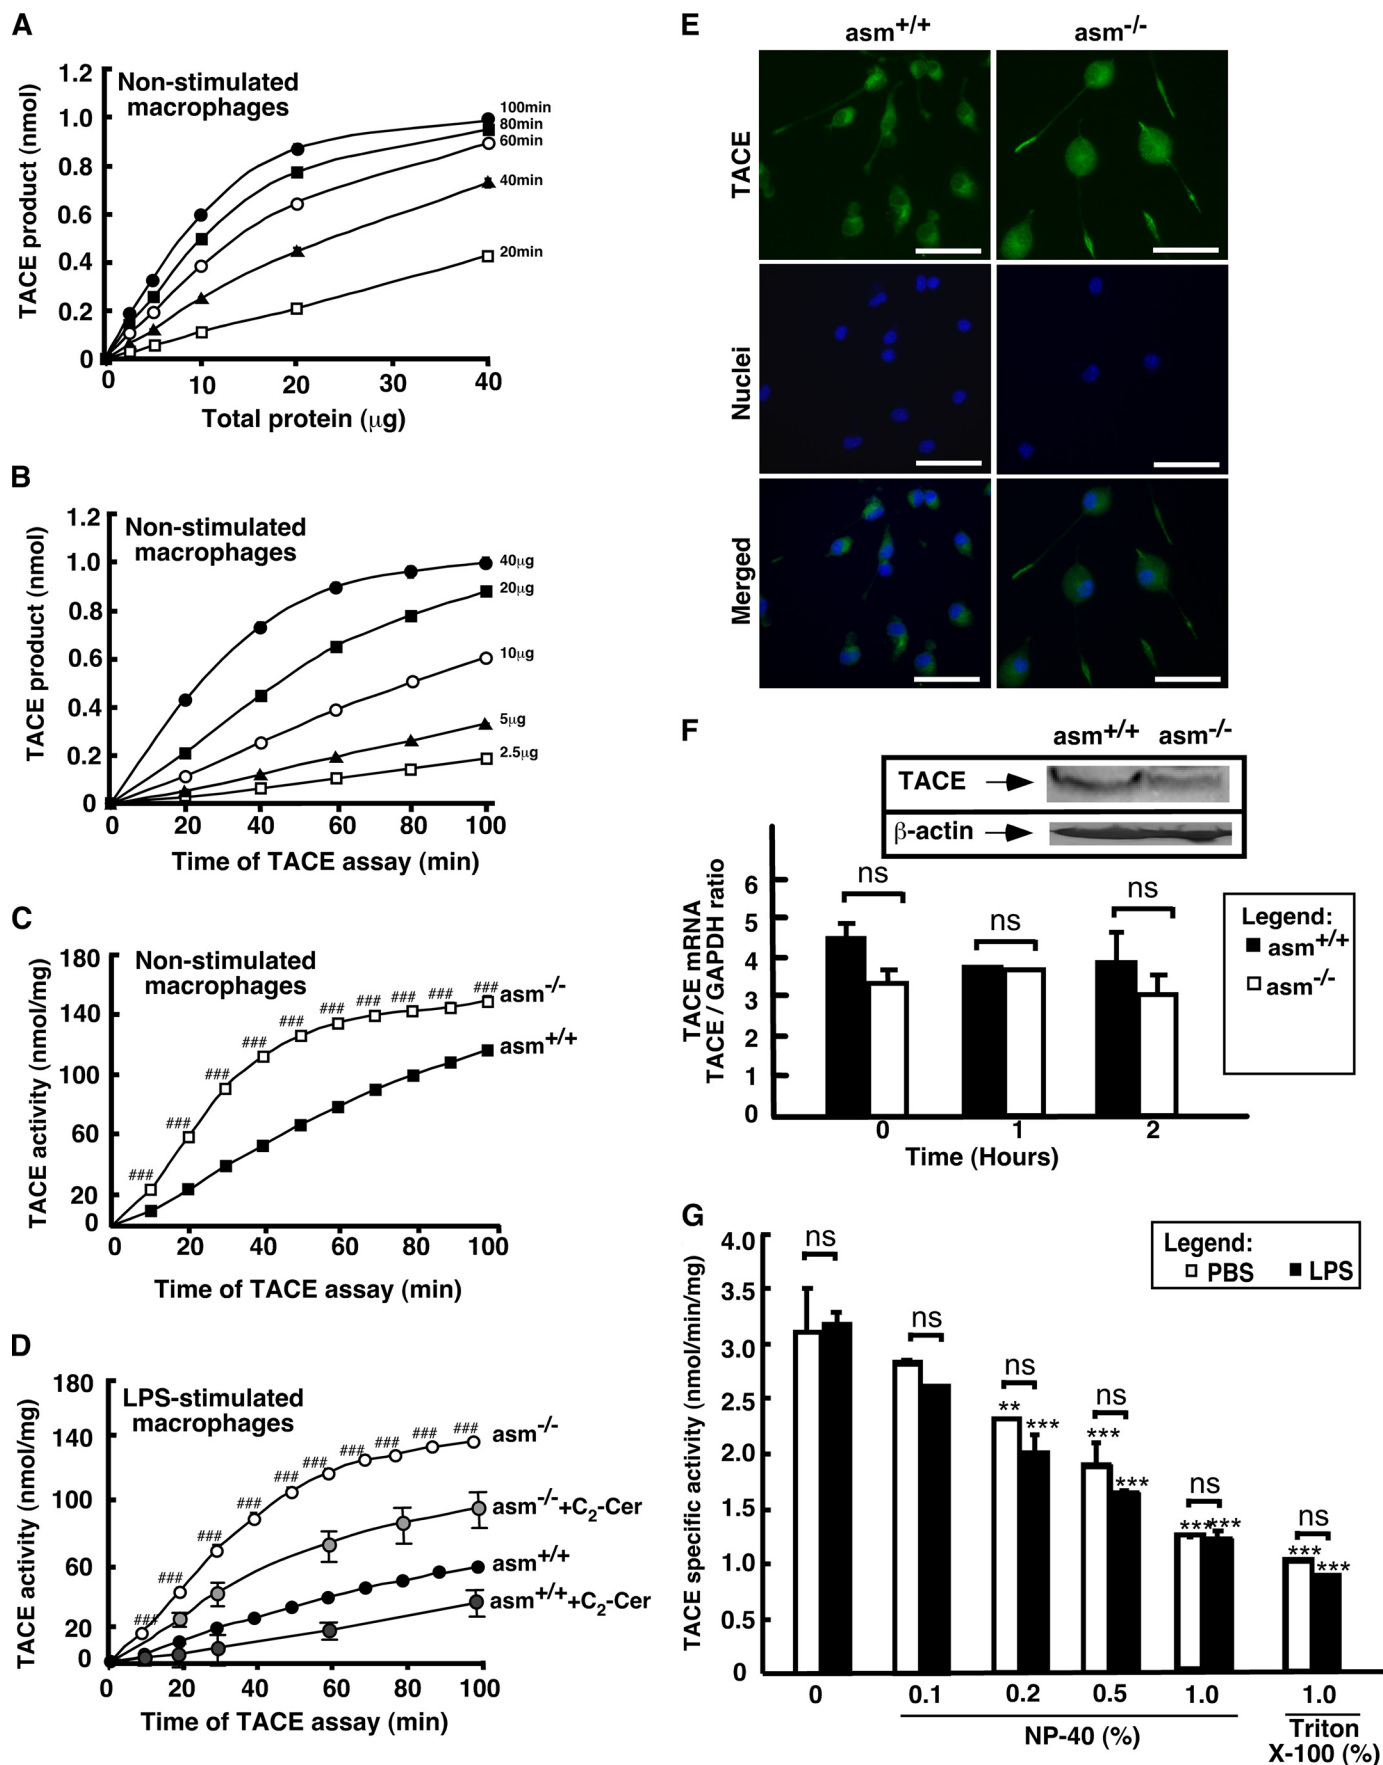 A
Non-stimulated
macrophages
TACE product (nmol)
1.2
1.0
0.8
0.6
0.4
0.2
0
100min
80min
60min
40min
20min
0 10 20 30 40
Total protein (μg)
B
Non-stimulated
macrophages
TACE product (nmol)
1.2
1.0
0.8
0.6
0.4
0.2
0
40μg
20μg
10μg
5μg
2.5μg
0 20 40 60 80 100
Time of TACE assay (min)
C
Non-stimulated
macrophages
TACE activity (nmol/mg)
180
140
100
60
20
0
### ### ### ### ### ### ### ### ### ###
asm-/-
asm+/+
0 20 40 60 80 100
Time of TACE assay (min)
D
LPS-stimulated
macrophages
TACE activity (nmol/mg)
180
140
100
60
20
0
### ### ### ### ### ### ### ### ### ###
asm-/-
asm-/-+C2-Cer
asm+/+
asm+/++C2-Cer
0 20 40 60 80 100
Time of TACE assay (min)
E
asm+/+ asm-/-
TACE
Nuclei
Merged
F
asm+/+ asm-/-
TACE
β-actin
TACE mRNA
TACE / GAPDH ratio
6
5
4
3
2
1
0
ns ns ns
Legend:
asm+/+
asm-/-
0 1 2
Time (Hours)
G
TACE specific activity (nmol/min/mg)
4.0
3.5
3.0
2.5
2.0
1.5
1.0
0.5
0
Legend:
PBS LPS
ns ns ns ns ns ns
** *** *** *** *** *** *** ***
0 0.1 0.2 0.5 1.0 1.0
NP-40 (%)
Triton
X-100 (%)